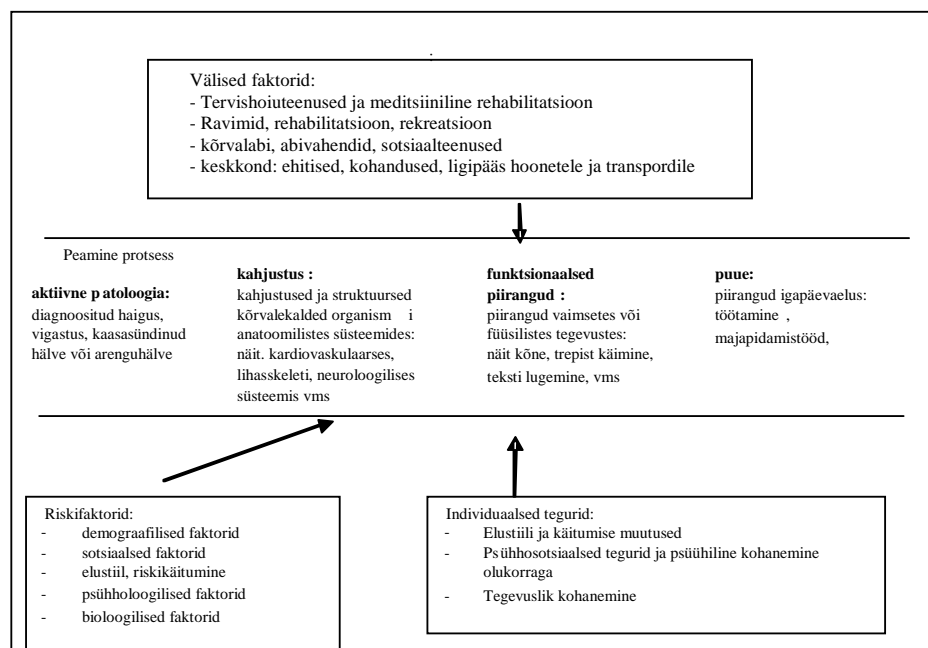 Välised faktorid:
- Tervishoiuteenused ja meditsiiniline rehabilitatsioon
- Ravimid, rehabilitatsioon, rekreatsioon
- kõrvalabi, abivahendid, sotsiaalteenused
- keskkond: ehitised, kohandused, ligipääs hoonetele ja transpordile
Peamine protsess
aktiivne p atoloogia:
diagnoositud haigus,
vigastus, kaasasündinud
hälve või arenguhälve
kahjustus :
kahjustused ja struktuursed
kõrvalekalded organism i
anatoomilistes süsteemides:
näit. kardiovaskulaarses,
lihasskeleti, neuroloogilises
süsteemis vms
funktsionaalsed
piirangud :
piirangud vaimsetes või
füüsilistes tegevustes:
näit kõne, trepist käimine,
teksti lugemine, vms
puue:
piirangud igapäevaelus:
töötamine ,
majapidamistööd,
Riskifaktorid:
- demograafilised faktorid
- sotsiaalsed faktorid
- elustiil, riskikäitumine
- psühholoogilised faktorid
- bioloogilised faktorid
Individuaalsed tegurid:
- Elustiili ja käitumise muutused
- Psühhosotsiaalsed tegurid ja psüühiline kohanemine
olukorraga
- Tegevuslik kohanemine